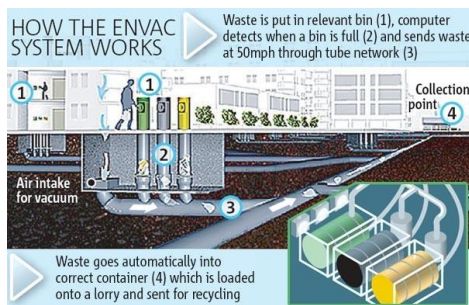 HOW THE ENVAC
SYSTEM WORKS
Waste is put in relevant bin (1), computer
detects when a bin is full (2) and sends waste
at 50mph through tube network (3)
1
1
Collection
point
4
2
Air intake
for vacuum
3
Waste goes automatically into
correct container (4) which is loaded
onto a lorry and sent for recycling